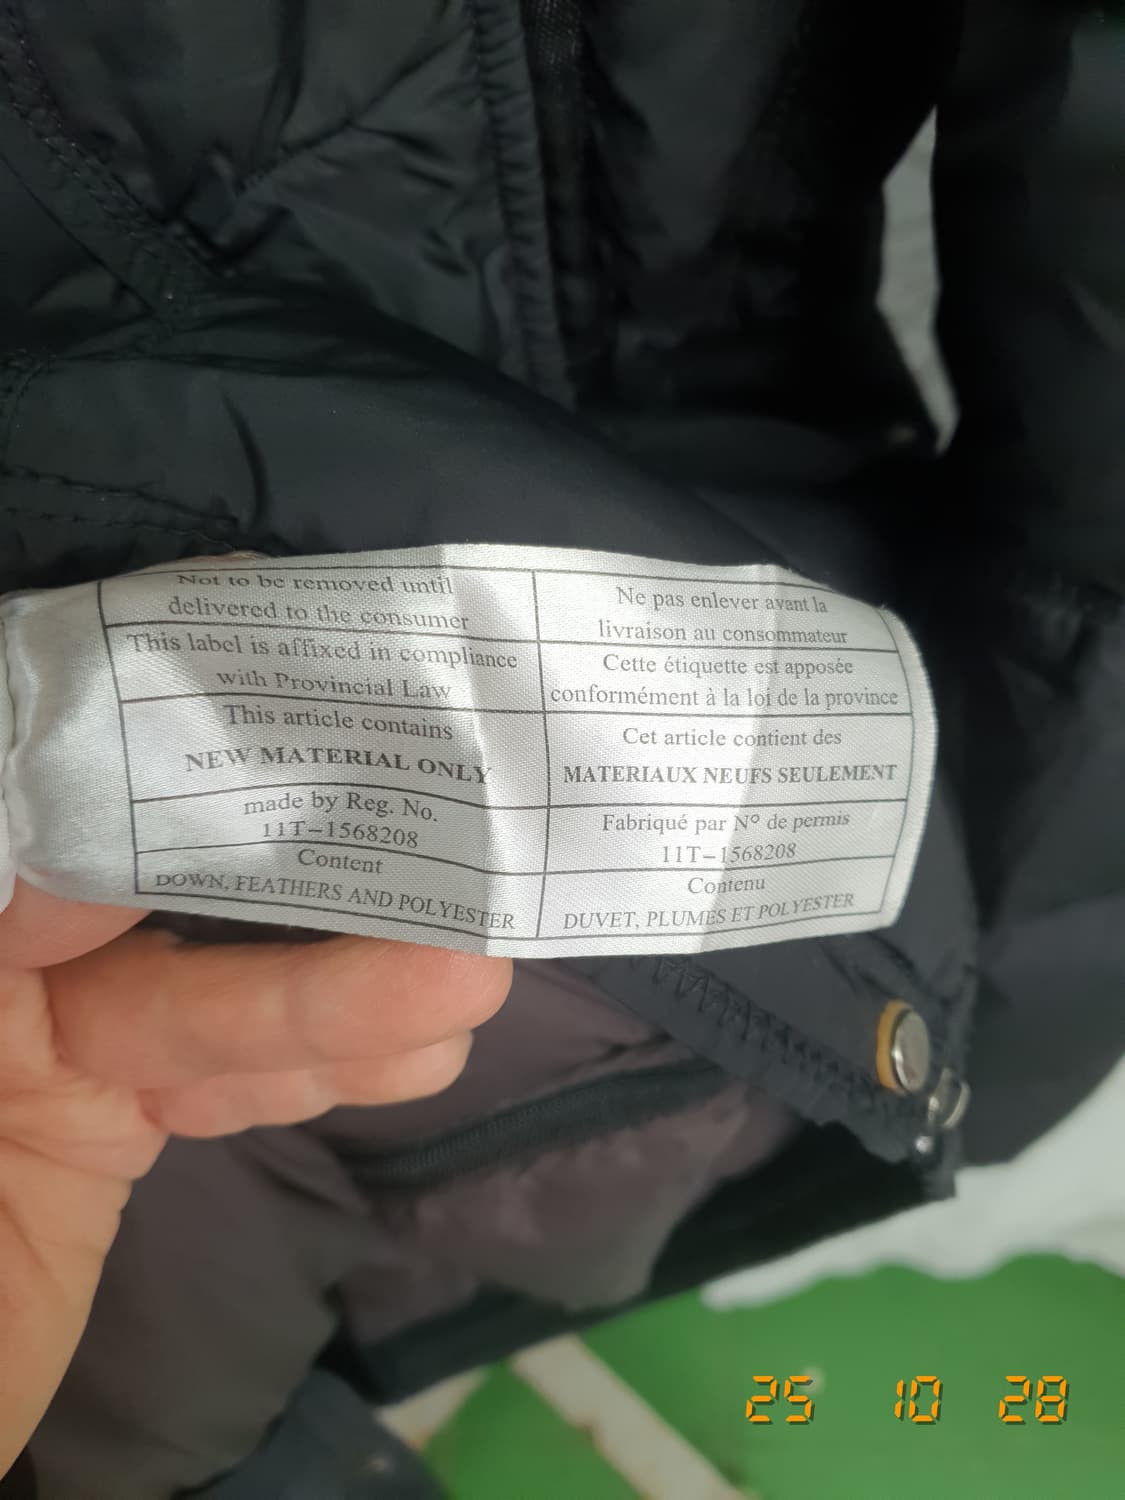 Not to be removed until
delivered to the consumer
This label is affixed in compliance
with Provincial Law
This article contains
NEW MATERIAL ONLY
made by Reg. No.
11T-1568208
Content
DOWN, FEATHERS AND POLYESTER
Ne pas enlever avant la
livraison au consommateur
Cette étiquette est apposée
conformément à la loi de la province
Cet article contient des
MATERIAUX NEUFS SEULEMENT
Fabriqué par Nº de permis
11T-1568208
Contenu
DUVET, PLUMES ET POLYESTER
25 10 28